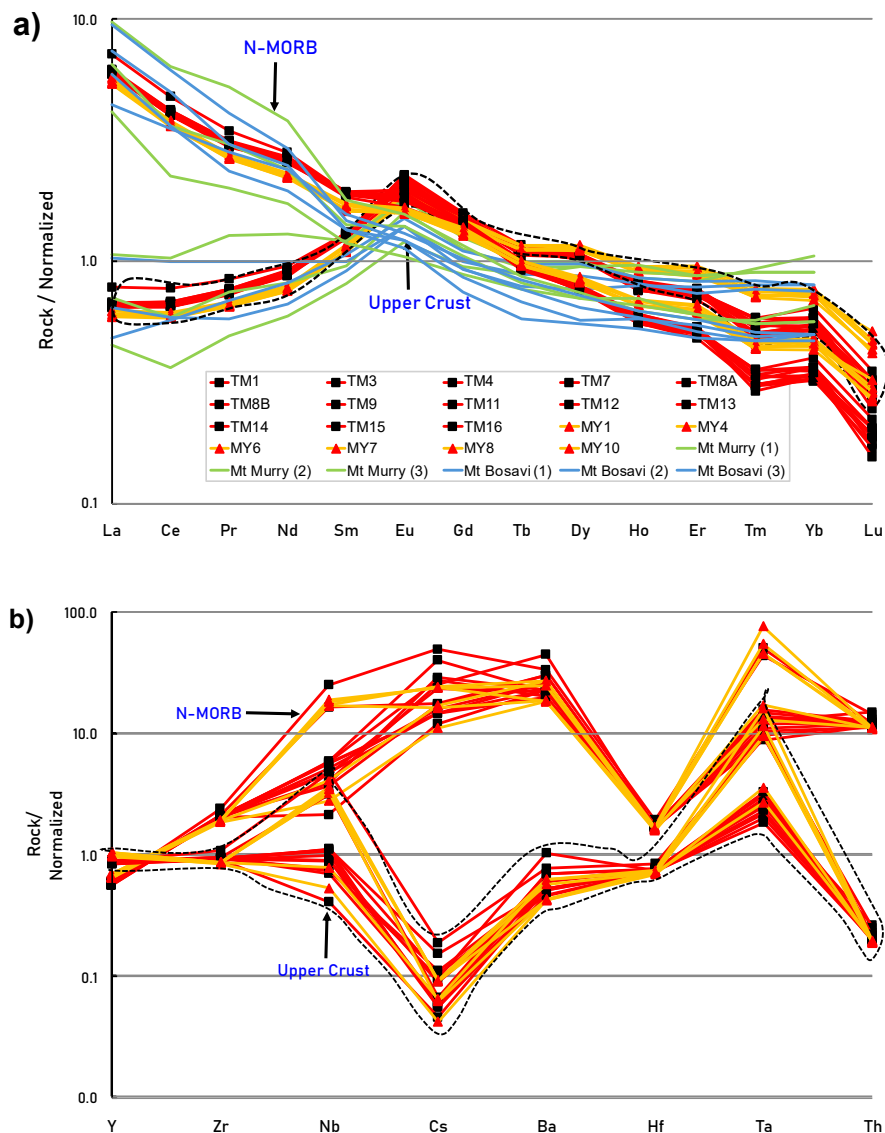 a)
10.0
N-MORB
1.0
Rock / Normalized
Upper Crust
TM1 TM3 TM4 TM7 TM8A
TM8B TM9 TM11 TM12 TM13
TM14 TM15 TM16 MY1 MY4
MY6 MY7 MY8 MY10 Mt Murry (1)
Mt Murry (2) Mt Murry (3) Mt Bosavi (1) Mt Bosavi (2) Mt Bosavi (3)
0.1
La Ce Pr Nd Sm Eu Gd Tb Dy Ho Er Tm Yb Lu
b)
100.0
N-MORB
10.0
Rock/
Normalized
1.0
Upper Crust
0.1
0.0
Y Zr Nb Cs Ba Hf Ta Th